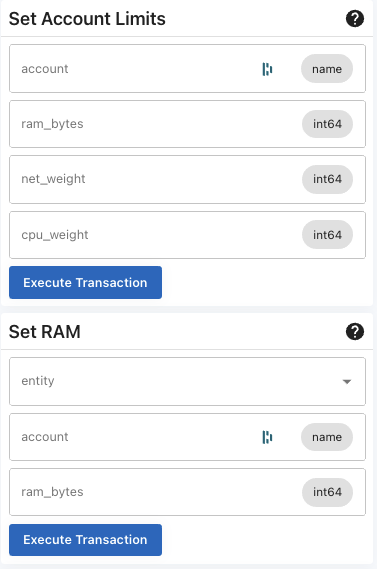 Set Account Limits
?
account
name
ram_bytes
int64
net_weight
int64
cpu_weight
int64
Execute Transaction
Set RAM
?
entity
account
name
ram_bytes
int64
Execute Transaction